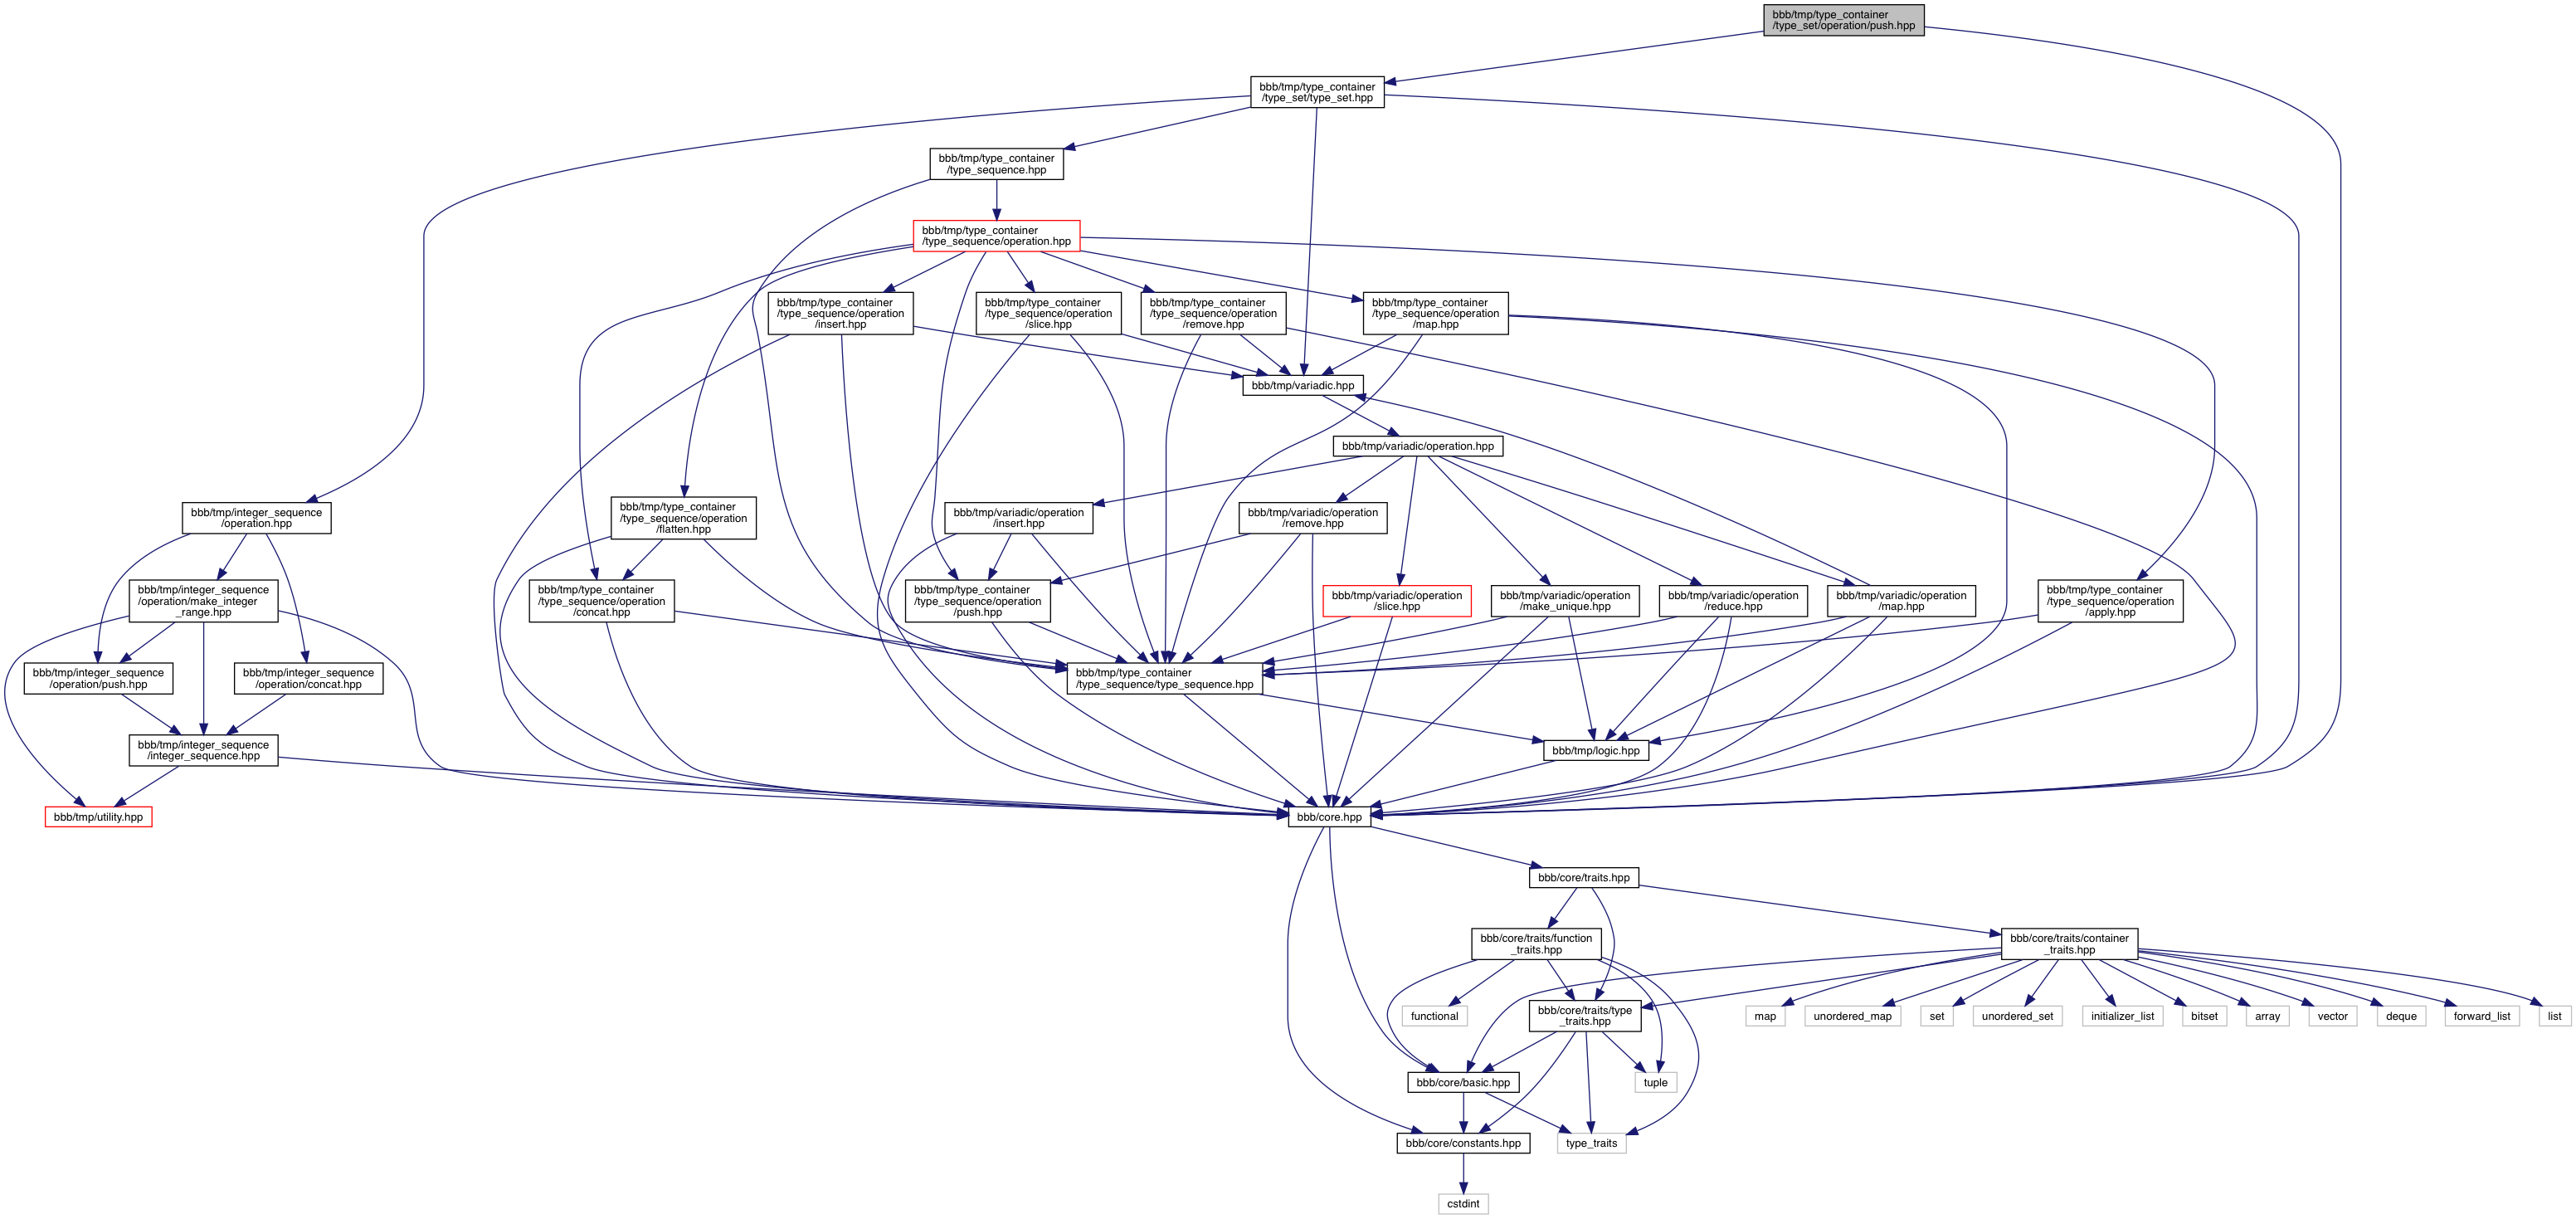 bbb/tmp/type_container
/type_set/operation/push.hpp
bbb/tmp/type_container
/type_set/type_set.hpp
bbb/tmp/type_container
/type_sequence.hpp
bbb/tmp/type_container
/type_sequence/operation.hpp
bbb/tmp/type_container
/type_sequence/operation
/insert.hpp
bbb/tmp/type_container
/type_sequence/operation
/slice.hpp
bbb/tmp/type_container
/type_sequence/operation
/remove.hpp
bbb/tmp/type_container
/type_sequence/operation
/map.hpp
bbb/tmp/variadic.hpp
bbb/tmp/variadic/operation.hpp
bbb/tmp/integer_sequence
/operation.hpp
bbb/tmp/type_container
/type_sequence/operation
/flatten.hpp
bbb/tmp/variadic/operation
/insert.hpp
bbb/tmp/variadic/operation
/remove.hpp
bbb/tmp/integer_sequence
/operation/make_integer
_range.hpp
bbb/tmp/type_container
/type_sequence/operation
/concat.hpp
bbb/tmp/type_container
/type_sequence/operation
/push.hpp
bbb/tmp/variadic/operation
/slice.hpp
bbb/tmp/variadic/operation
/make_unique.hpp
bbb/tmp/variadic/operation
/reduce.hpp
bbb/tmp/variadic/operation
/map.hpp
bbb/tmp/type_container
/type_sequence/operation
/apply.hpp
bbb/tmp/integer_sequence
/operation/push.hpp
bbb/tmp/integer_sequence
/operation/concat.hpp
bbb/tmp/type_container
/type_sequence/type_sequence.hpp
bbb/tmp/integer_sequence
/integer_sequence.hpp
bbb/tmp/logic.hpp
bbb/tmp/utility.hpp
bbb/core.hpp
bbb/core/traits.hpp
bbb/core/traits/function
_traits.hpp
bbb/core/traits/container
_traits.hpp
functional
bbb/core/traits/type
_traits.hpp
map
unordered_map
set
unordered_set
initializer_list
bitset
array
vector
deque
forward_list
list
bbb/core/basic.hpp
tuple
bbb/core/constants.hpp
type_traits
cstdint